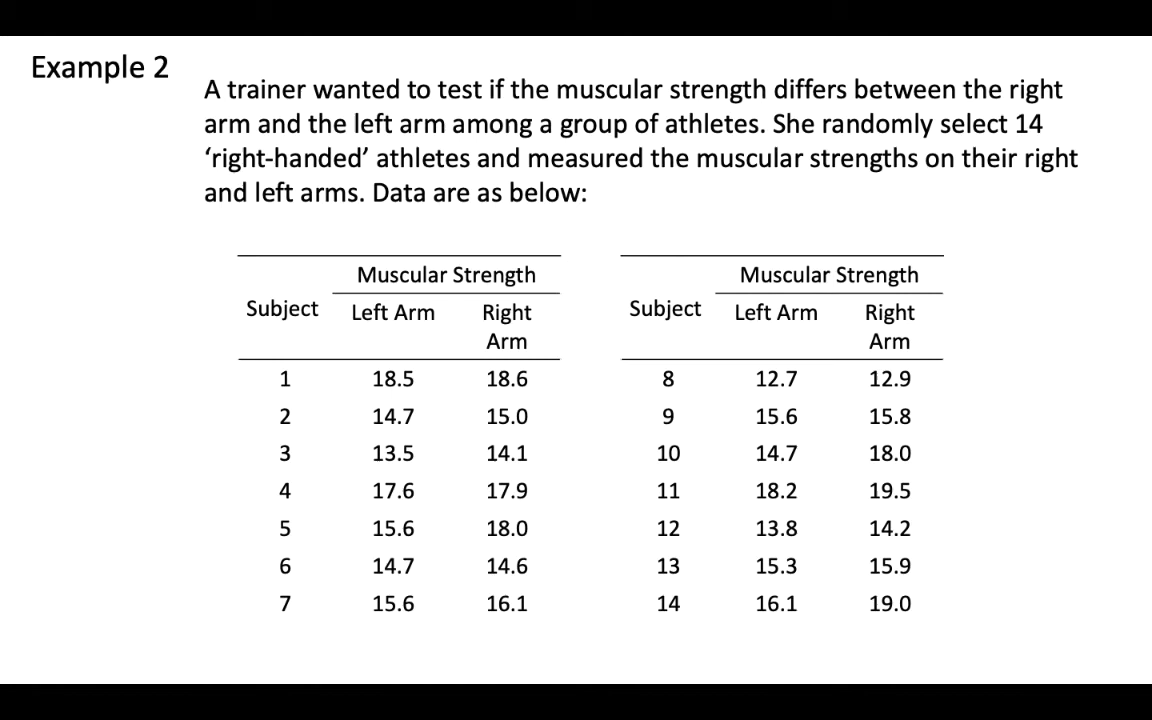 Example 2
A trainer wanted to test if the muscular strength differs between the right
arm and the left arm among a group of athletes. She randomly select 14
‘right-handed’ athletes and measured the muscular strengths on their right
and left arms. Data are as below:
Muscular Strength
Subject Left Arm Right
Arm
1 18.5 18.6
2 14.7 15.0
3 13.5 14.1
4 17.6 17.9
5 15.6 18.0
6 14.7 14.6
7 15.6 16.1
Muscular Strength
Subject Left Arm Right
Arm
8 12.7 12.9
9 15.6 15.8
10 14.7 18.0
11 18.2 19.5
12 13.8 14.2
13 15.3 15.9
14 16.1 19.0